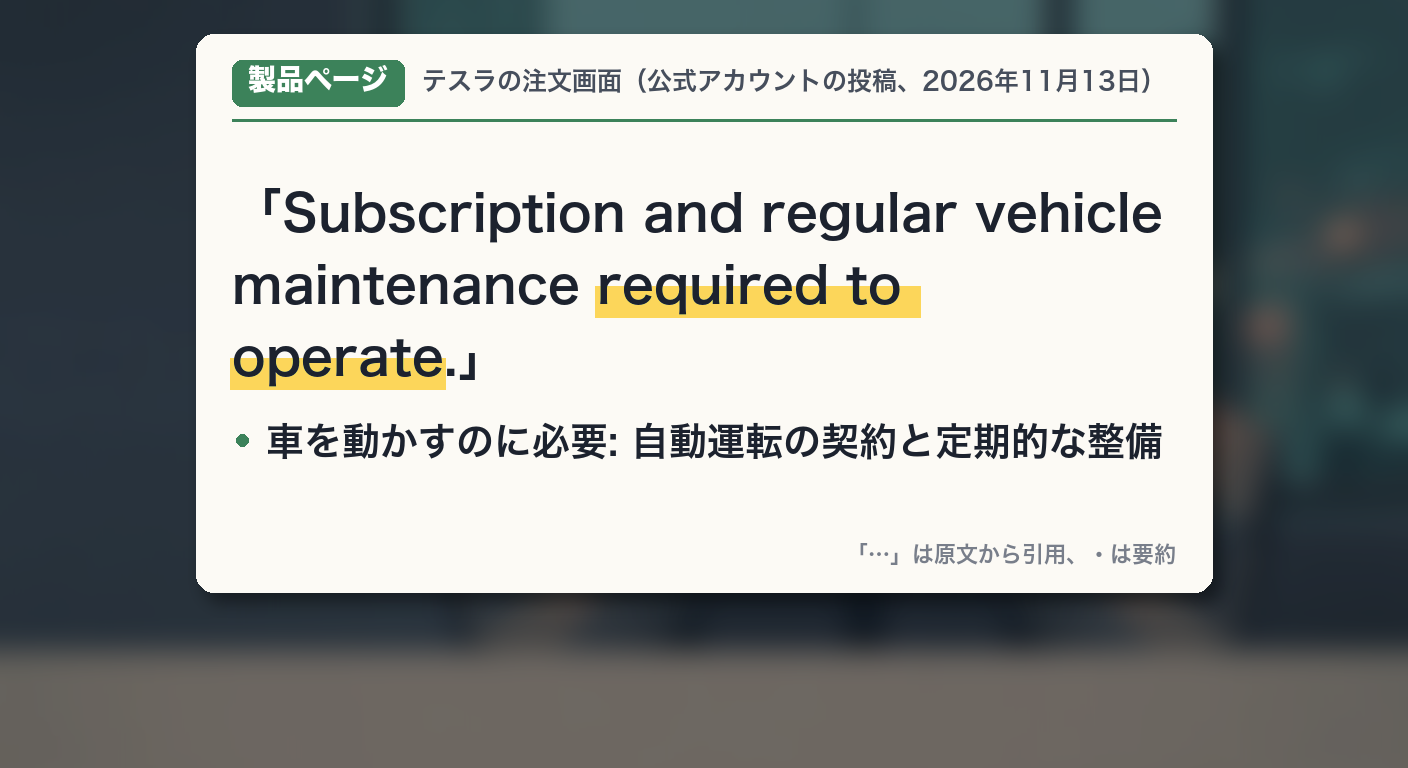 製品ページ テスラの注文画面（公式アカウントの投稿、2026年11月13日）
「Subscription and regular vehicle
maintenance required to
operate.」
• 車を動かすのに必要: 自動運転の契約と定期的な整備
「…」は原文から引用、・は要約